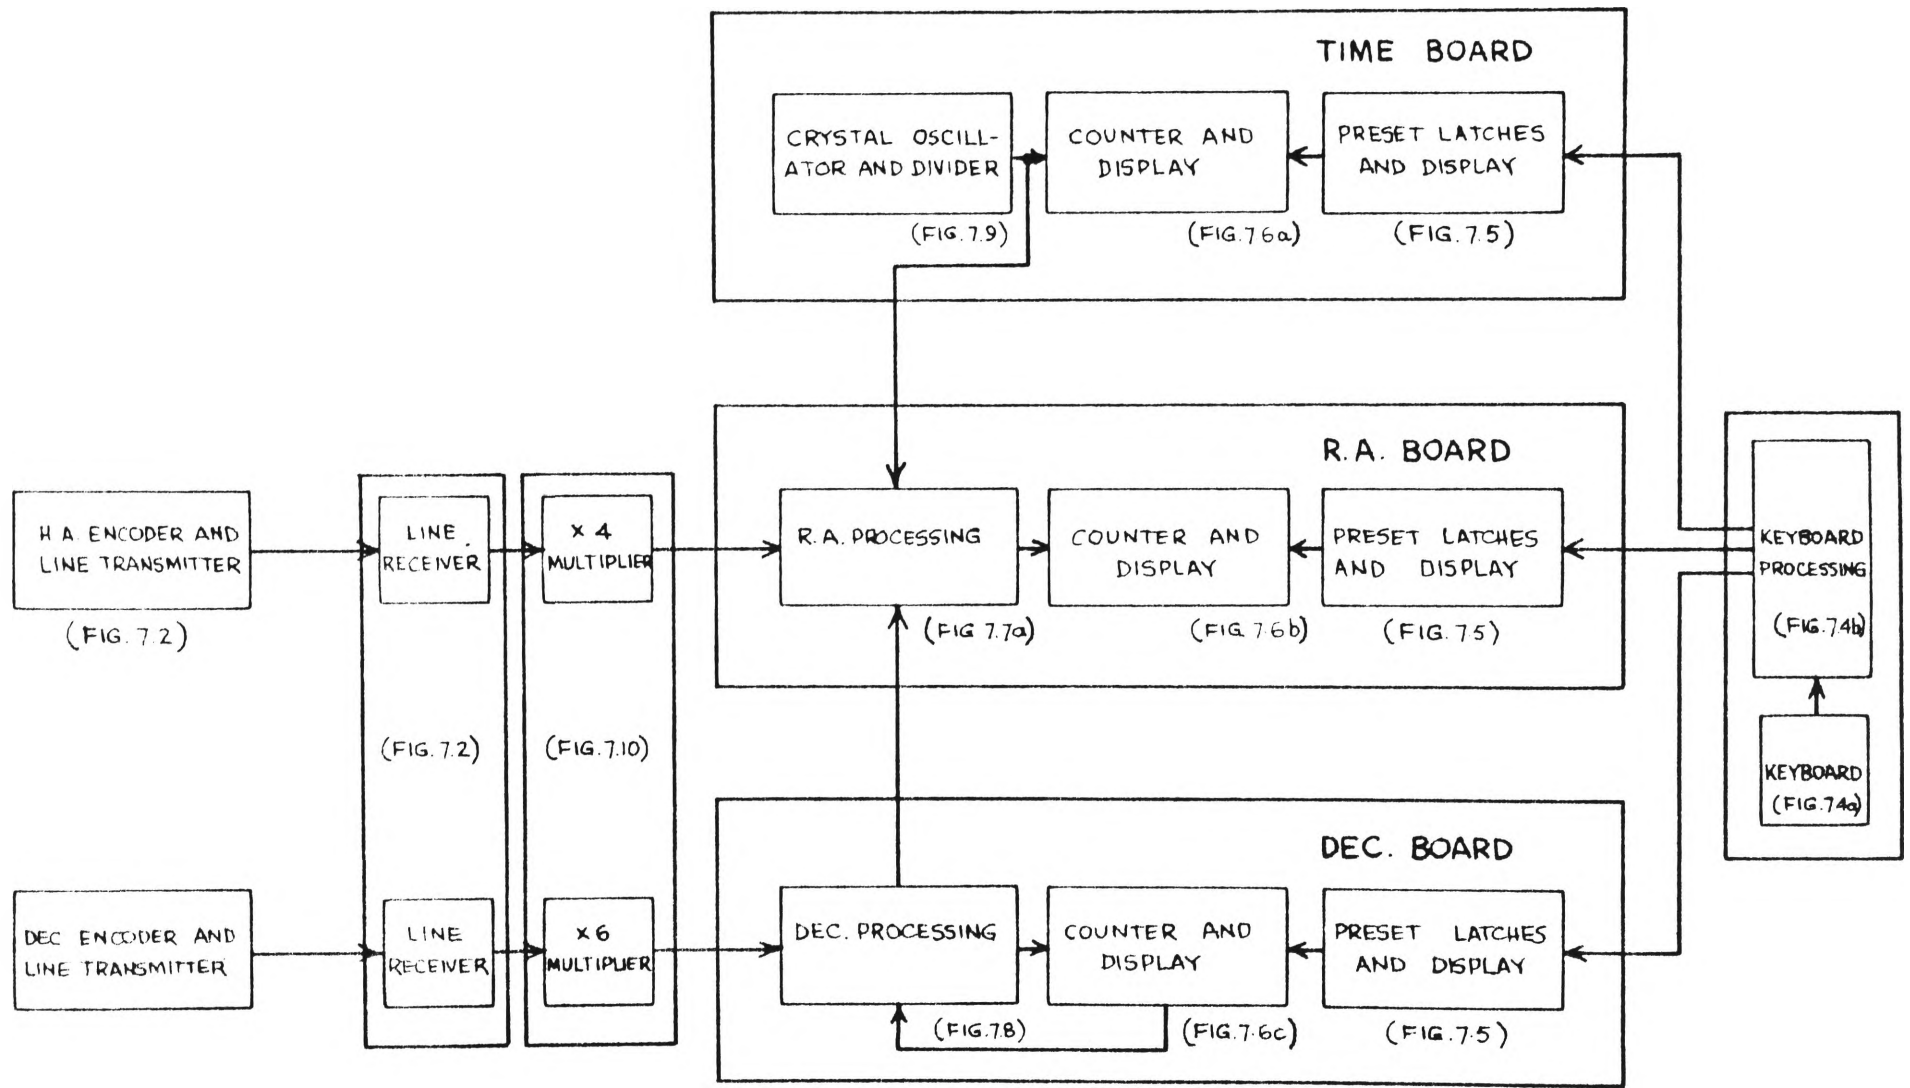 TIME BOARD
CRYSTAL OSCILL-
ATOR AND DIVIDER
(FIG.7.9)
COUNTER AND
DISPLAY
(FIG.7.6a)
PRESET LATCHES
AND DISPLAY
(FIG.7.5)
R.A. BOARD
H A. ENCODER AND
LINE TRANSMITTER
(FIG. 7.2)
LINE
RECEIVER
× 4
MULTIPLIER
R.A. PROCESSING
(FIG 7.7a)
COUNTER AND
DISPLAY
(FIG 7.6b)
PRESET LATCHES
AND DISPLAY
(FIG.7.5)
KEYBOARD
PROCESSING
(FIG.7.4b)
KEYBOARD
(FIG.7.4a)
(FIG.7.2)
(FIG.7.10)
DEC. BOARD
DEC ENCODER AND
LINE TRANSMITTER
LINE
RECEIVER
×6
MULTIPLIER
DEC. PROCESSING
(FIG.7.8)
COUNTER AND
DISPLAY
(FIG.7.6c)
PRESET LATCHES
AND DISPLAY
(FIG.7.5)